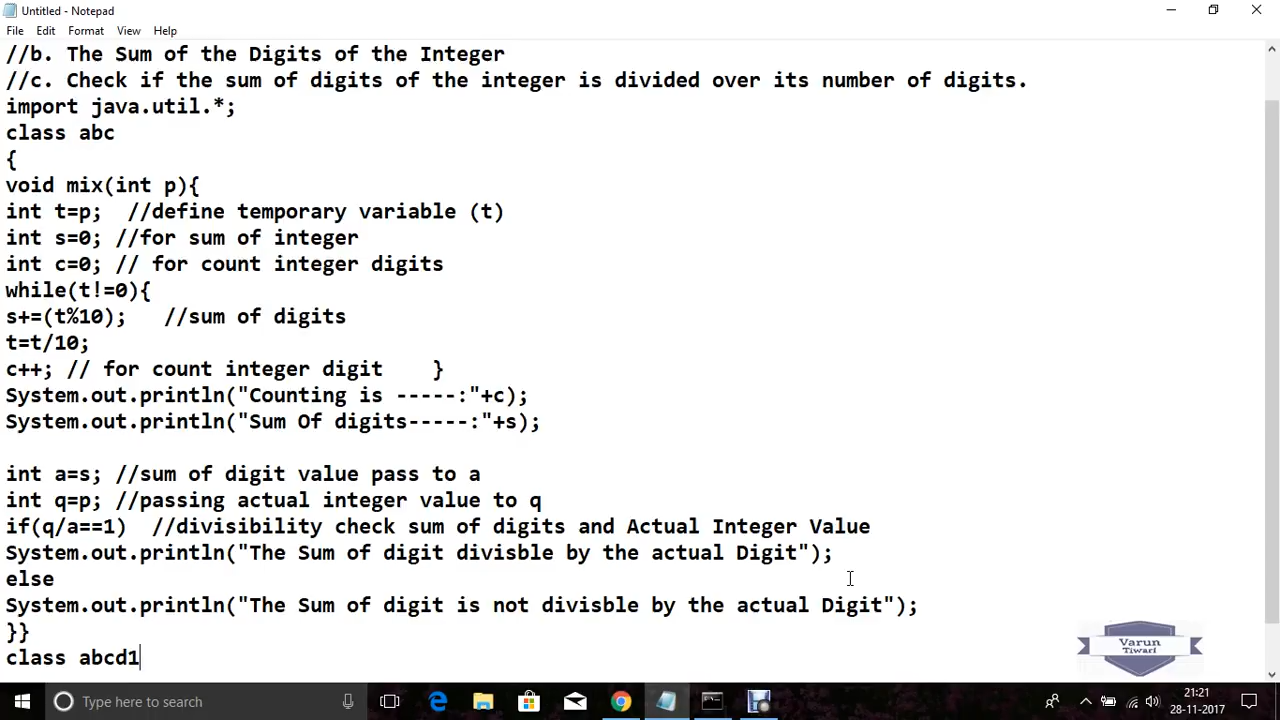 Untitled - Notepad
File Edit Format View Help
//b. The Sum of the Digits of the Integer
//c. Check if the sum of digits of the integer is divided over its number of digits.
import java.util.*;
class abc
{
void mix(int p){
int t=p;  //define temporary variable (t)
int s=0; //for sum of integer
int c=0; // for count integer digits
while(t!=0){
s+=(t%10);   //sum of digits
t=t/10;
c++; // for count integer digit    }
System.out.println("Counting is -----:"+c);
System.out.println("Sum Of digits-----:"+s);
int a=s; //sum of digit value pass to a
int q=p; //passing actual integer value to q
if(q/a==1)  //divisibility check sum of digits and Actual Integer Value
System.out.println("The Sum of digit divisble by the actual Digit");
else
System.out.println("The Sum of digit is not divisble by the actual Digit");
}}
class abcd1
Varun
Tiwari
Type here to search
21:21
28-11-2017